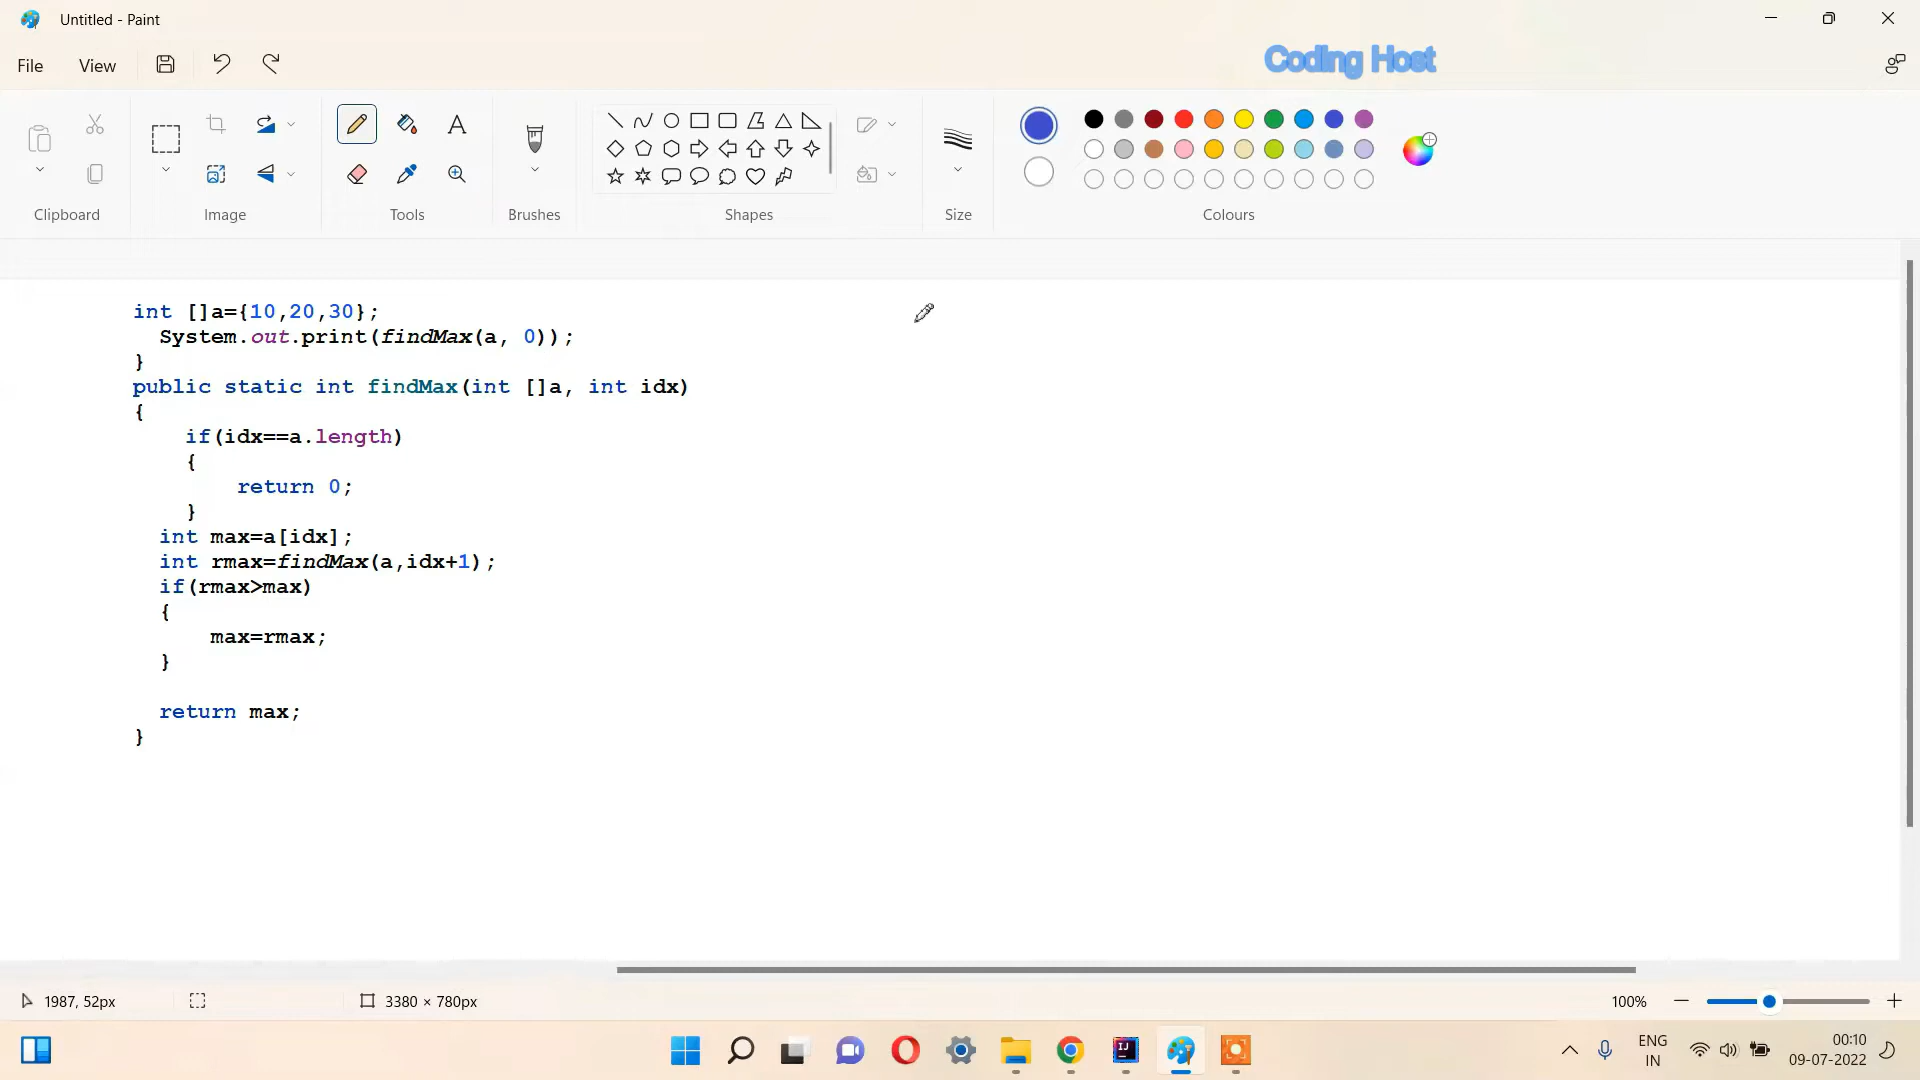 Untitled - Paint
File View
Coding Host
Clipboard Image Tools Brushes Shapes Size Colours
int []a={10,20,30};
System.out.print(findMax(a, 0));
}
public static int findMax(int []a, int idx)
{
if(idx==a.length)
{
return 0;
}
int max=a[idx];
int rmax=findMax(a,idx+1);
if(rmax>max)
{
max=rmax;
}
return max;
}
1987, 52px 3380 × 780px 100%
ENG 00:10
IN 09-07-2022